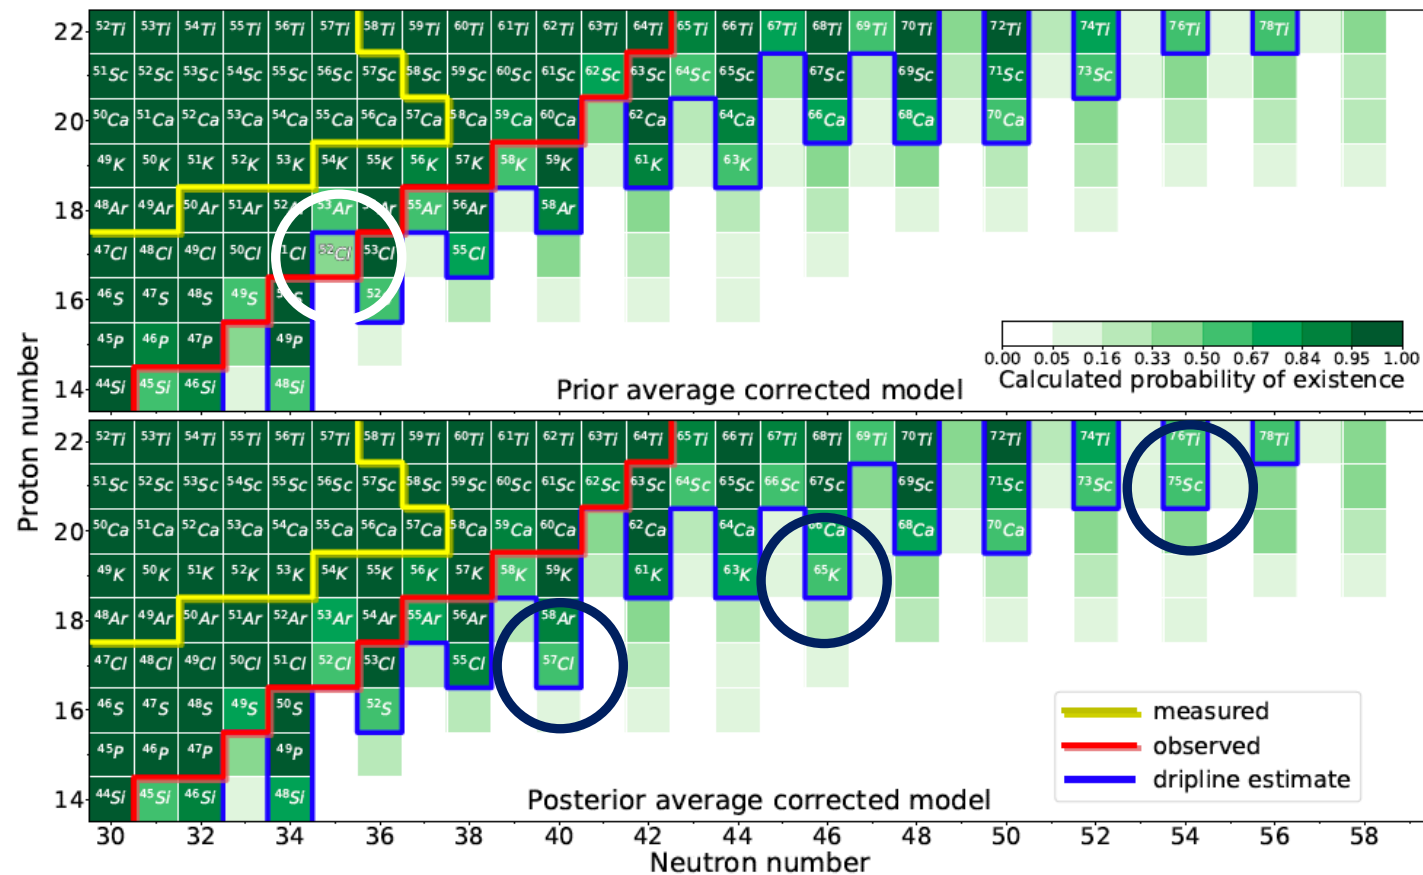 22 ⁵²Ti ⁵³Ti ⁵⁴Ti ⁵⁵Ti ⁵⁶Ti ⁵⁷Ti ⁵⁸Ti ⁵⁹Ti ⁶⁰Ti ⁶¹Ti ⁶²Ti ⁶³Ti ⁶⁴Ti ⁶⁵Ti ⁶⁶Ti ⁶⁷Ti ⁶⁸Ti ⁶⁹Ti ⁷⁰Ti ⁷²Ti ⁷⁴Ti ⁷⁶Ti ⁷⁸Ti
⁵¹Sc ⁵²Sc ⁵³Sc ⁵⁴Sc ⁵⁵Sc ⁵⁶Sc ⁵⁷Sc ⁵⁸Sc ⁵⁹Sc ⁶⁰Sc ⁶¹Sc ⁶²Sc ⁶³Sc ⁶⁴Sc ⁶⁵Sc ⁶⁷Sc ⁶⁹Sc ⁷¹Sc ⁷³Sc
20 ⁵⁰Ca ⁵¹Ca ⁵²Ca ⁵³Ca ⁵⁴Ca ⁵⁵Ca ⁵⁶Ca ⁵⁷Ca ⁵⁸Ca ⁵⁹Ca ⁶⁰Ca ⁶²Ca ⁶⁴Ca ⁶⁶Ca ⁶⁸Ca ⁷⁰Ca
⁴⁹K ⁵⁰K ⁵¹K ⁵²K ⁵³K ⁵⁴K ⁵⁵K ⁵⁶K ⁵⁷K ⁵⁸K ⁵⁹K ⁶¹K ⁶³K
18 ⁴⁸Ar ⁴⁹Ar ⁵⁰Ar ⁵¹Ar ⁵²Ar ⁵³Ar ⁵⁵Ar ⁵⁶Ar ⁵⁸Ar
⁴⁷Cl ⁴⁸Cl ⁴⁹Cl ⁵⁰Cl Cl ⁵²Cl ⁵³Cl ⁵⁵Cl
16 ⁴⁶S ⁴⁷S ⁴⁸S ⁴⁹S
⁴⁵P ⁴⁶P ⁴⁷P ⁴⁹P
14 ⁴⁴Si ⁴⁵Si ⁴⁶Si ⁴⁸Si
Prior average corrected model
0.00 0.05 0.16 0.33 0.50 0.67 0.84 0.95 1.00
Calculated probability of existence
Proton number
22 ⁵²Ti ⁵³Ti ⁵⁴Ti ⁵⁵Ti ⁵⁶Ti ⁵⁷Ti ⁵⁸Ti ⁵⁹Ti ⁶⁰Ti ⁶¹Ti ⁶²Ti ⁶³Ti ⁶⁴Ti ⁶⁵Ti ⁶⁶Ti ⁶⁷Ti ⁶⁸Ti ⁶⁹Ti ⁷⁰Ti ⁷²Ti ⁷⁴Ti ⁷⁶Ti ⁷⁸Ti
⁵¹Sc ⁵²Sc ⁵³Sc ⁵⁴Sc ⁵⁵Sc ⁵⁶Sc ⁵⁷Sc ⁵⁸Sc ⁵⁹Sc ⁶⁰Sc ⁶¹Sc ⁶²Sc ⁶³Sc ⁶⁴Sc ⁶⁵Sc ⁶⁶Sc ⁶⁷Sc ⁶⁹Sc ⁷¹Sc ⁷³Sc ⁷⁵Sc
20 ⁵⁰Ca ⁵¹Ca ⁵²Ca ⁵³Ca ⁵⁴Ca ⁵⁵Ca ⁵⁶Ca ⁵⁷Ca ⁵⁸Ca ⁵⁹Ca ⁶⁰Ca ⁶²Ca ⁶⁴Ca ⁶⁶Ca ⁶⁸Ca ⁷⁰Ca
⁴⁹K ⁵⁰K ⁵¹K ⁵²K ⁵³K ⁵⁴K ⁵⁵K ⁵⁶K ⁵⁷K ⁵⁸K ⁵⁹K ⁶¹K ⁶³K ⁶⁵K
18 ⁴⁸Ar ⁴⁹Ar ⁵⁰Ar ⁵¹Ar ⁵²Ar ⁵³Ar ⁵⁴Ar ⁵⁵Ar ⁵⁶Ar ⁵⁸Ar
⁴⁷Cl ⁴⁸Cl ⁴⁹Cl ⁵⁰Cl ⁵¹Cl ⁵²Cl ⁵³Cl ⁵⁵Cl ⁵⁷Cl
16 ⁴⁶S ⁴⁷S ⁴⁸S ⁴⁹S ⁵⁰S ⁵²S
⁴⁵P ⁴⁶P ⁴⁷P ⁴⁹P
14 ⁴⁴Si ⁴⁵Si ⁴⁶Si ⁴⁸Si
measured
observed
dripline estimate
Posterior average corrected model
30 32 34 36 38 40 42 44 46 48 50 52 54 56 58
Neutron number